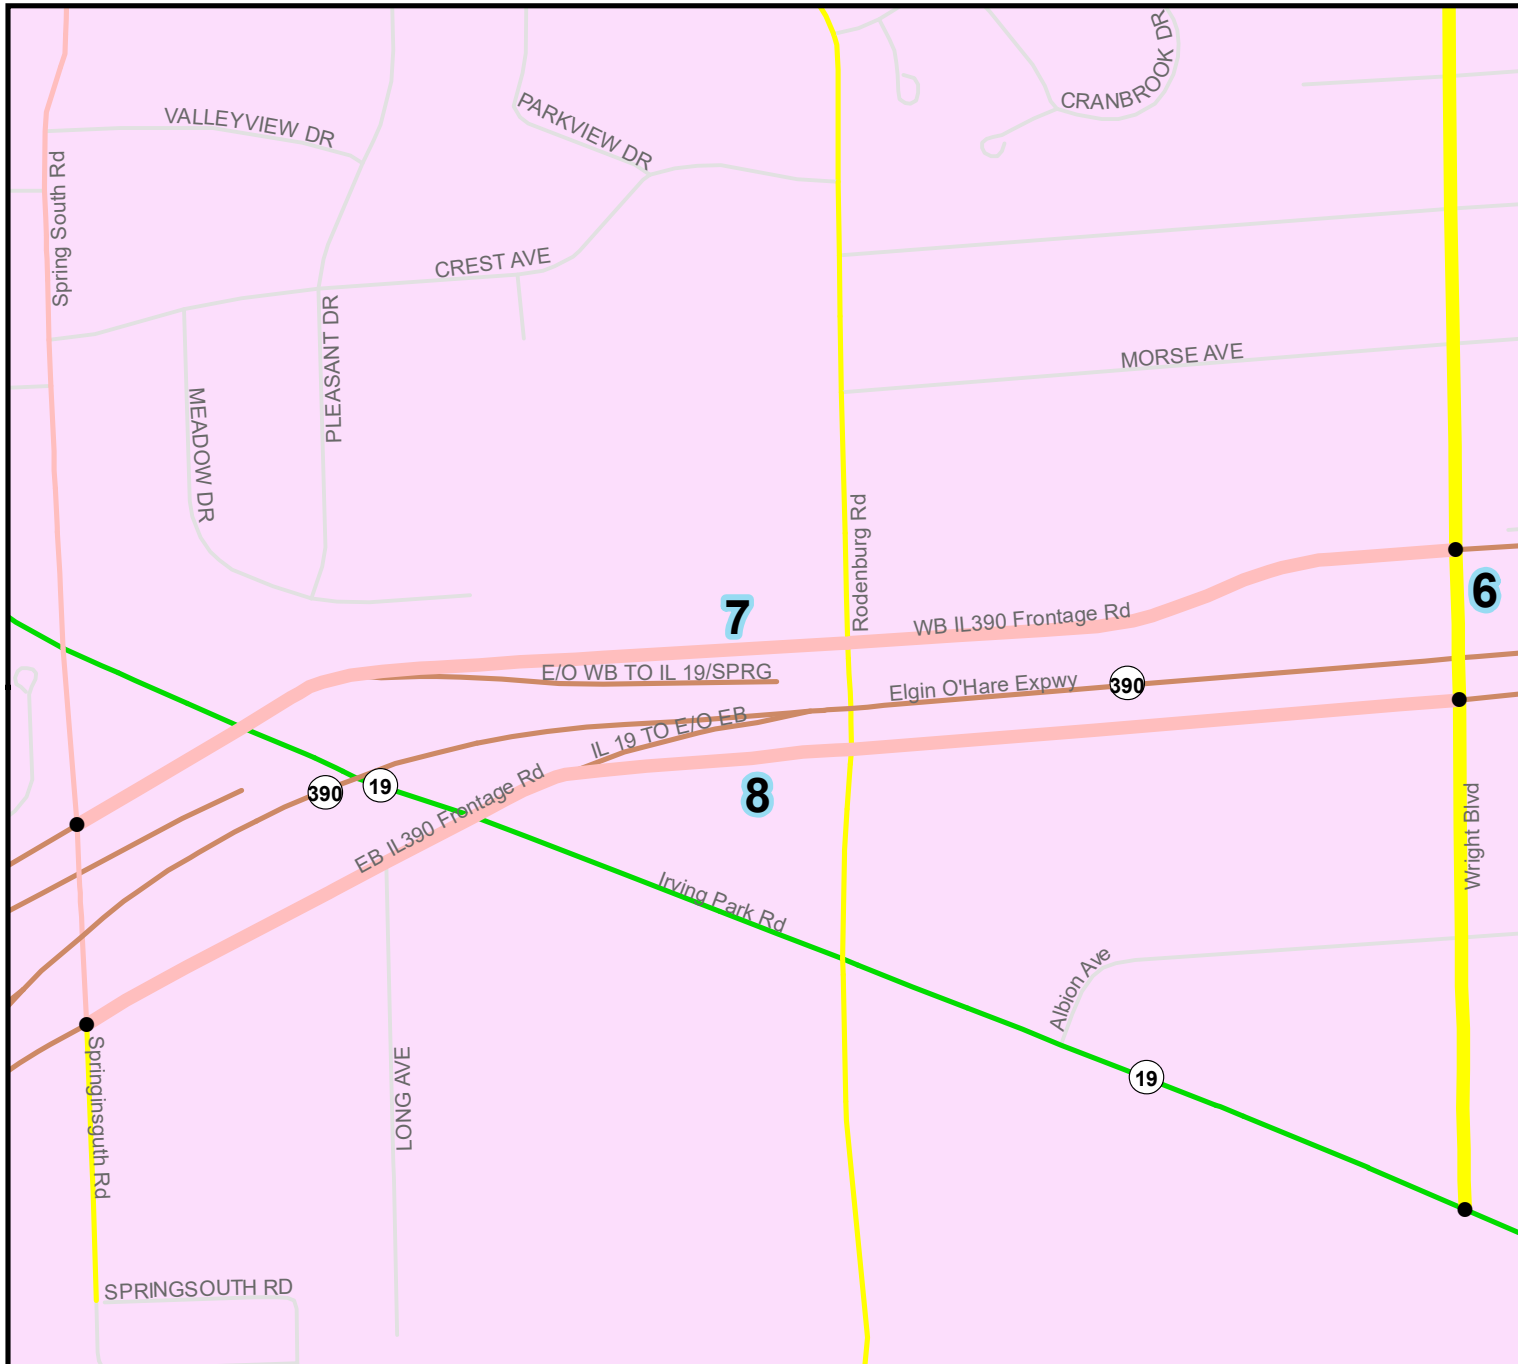 CRANBROOK DR
PARKVIEW DR
VALLEYVIEW DR
Spring South Rd
CREST AVE
PLEASANT DR
MORSE AVE
MEADOW DR
Rodenburg Rd
6
7
WB IL390 Frontage Rd
E/O WB TO IL 19/SPRG
Elgin O'Hare Expwy
390
IL 19 TO E/O EB
390
19
8
EB IL390 Frontage Rd
Wright Blvd
Irving Park Rd
Albion Ave
19
Springinsguth Rd
LONG AVE
SPRINGSOUTH RD